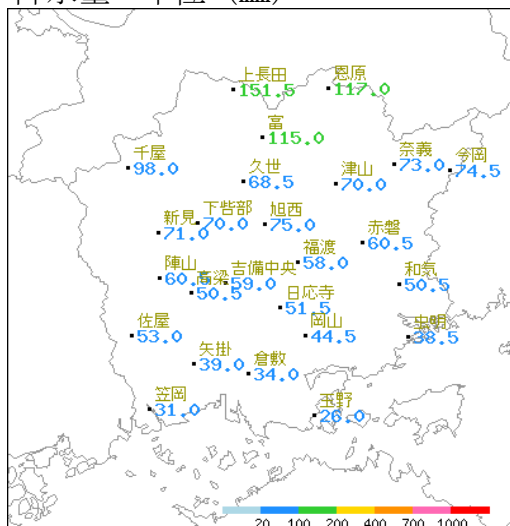 上長田
151.5
恩原
117.0
富
115.0
千屋
98.0
久世
68.5
津山
70.0
奈義
73.0
今岡
74.5
新見
71.0
下呰部
70.0
旭西
75.0
赤磐
60.5
福渡
58.0
陣山
60.5
高梁
50.5
吉備中央
59.0
日応寺
51.5
和気
50.5
佐屋
53.0
岡山
44.5
虫明
38.5
矢掛
39.0
倉敷
34.0
笠岡
31.0
玉野
26.0
20 100 200 400 700 1000